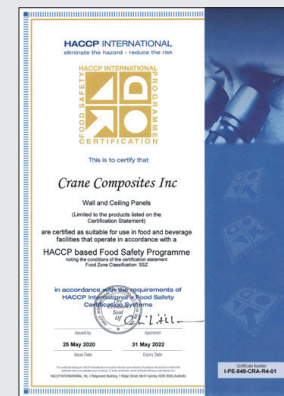 HACCP INTERNATIONAL
eliminate the hazard - reduce the risk
HACCP INTERNATIONAL
FOOD SAFETY
PROGRAMME
CERTIFICATION
This is to certify that
Crane Composites Inc
Wall and Ceiling Panels
(Limited to the products listed on the
Certification Statement)
are certified as suitable for use in food and beverage
facilities that operate in accordance with a
HACCP based Food Safety Programme
noting the conditions of the certification statement
Food Zone Classification: SSZ
in accordance with the requirements of
HACCP International's Food Safety
Certification Systems
Seal
Of
Issued by
Approved
26 May 2020
31 May 2022
Issue Date
Expiry Date
Certificate Number
I-PE-949-CRA-R4-01